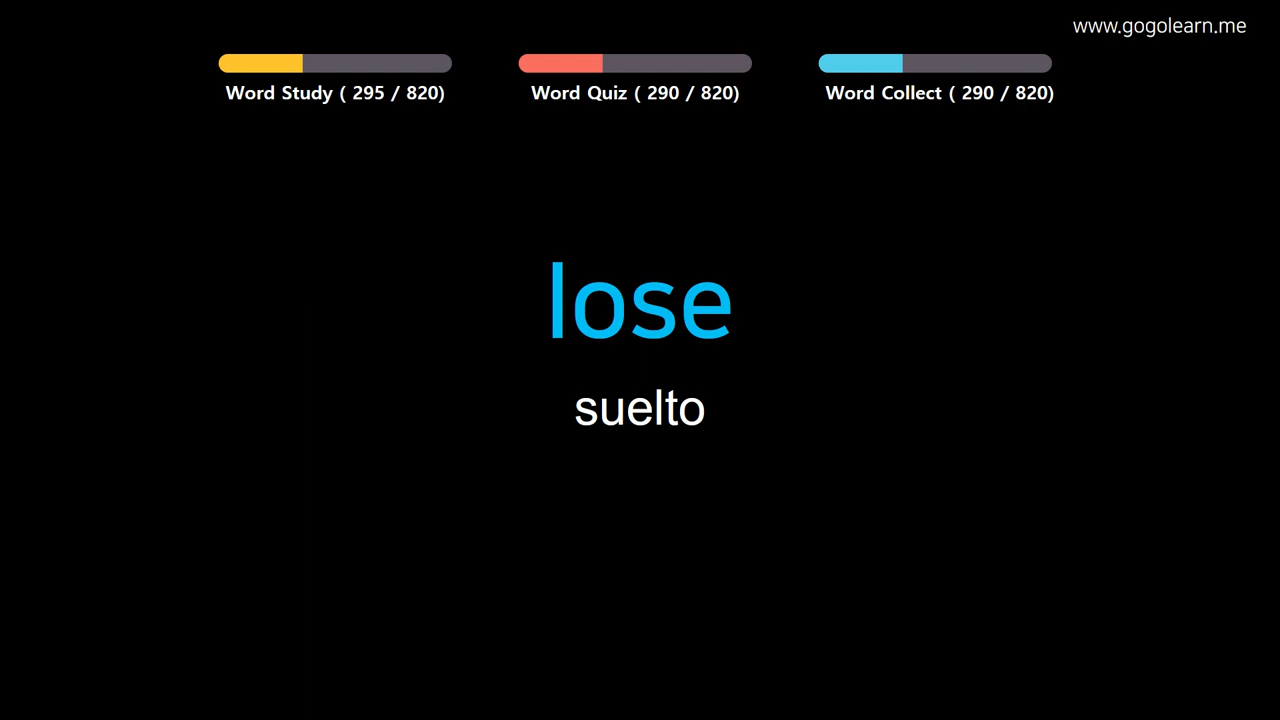 www.gogolearn.me
Word Study ( 295 / 820)
Word Quiz ( 290 / 820)
Word Collect ( 290 / 820)
lose
suelto